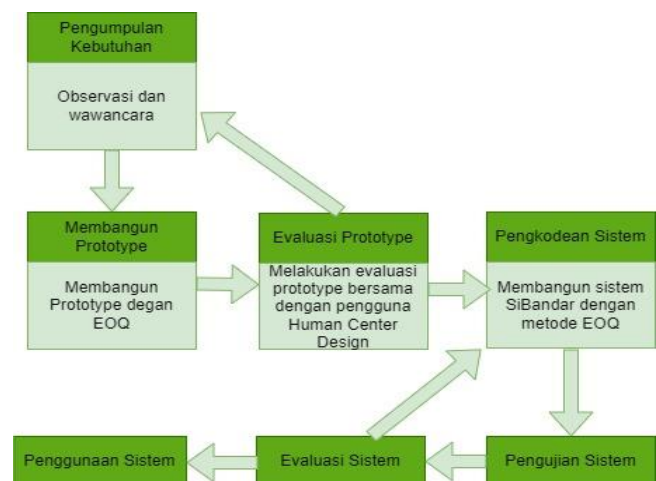 Pengumpulan
Kebutuhan
Observasi dan
wawancara
Membangun
Prototype
Membangun
Prototype degan
EOQ
Evaluasi Prototype
Melakukan evaluasi
prototype bersama
dengan pengguna
Human Center
Design
Pengkodean Sistem
Membangun sistem
SiBandar dengan
metode EOQ
Penggunaan Sistem
Evaluasi Sistem
Pengujian Sistem